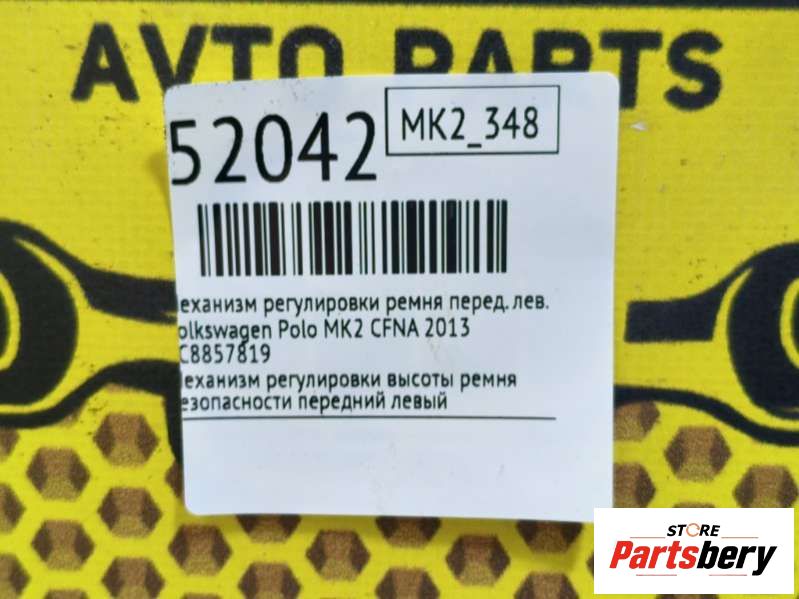 AVTO PARTS
52042
MK2_348
еханизм регулировки ремня перед. лев.
olkswagen Polo MK2 CFNA 2013
C8857819
еханизм регулировки высоты ремня
езопасности передний левый
STORE
Partsbery